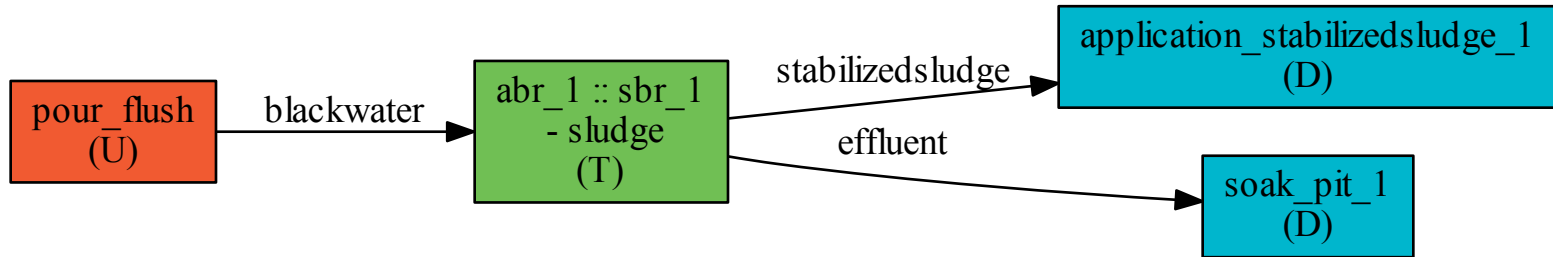 pour_flush
(U)
blackwater
abr_1 :: sbr_1
- sludge
(T)
stabilizedsludge
effluent
application_stabilizedsludge_1
(D)
soak_pit_1
(D)